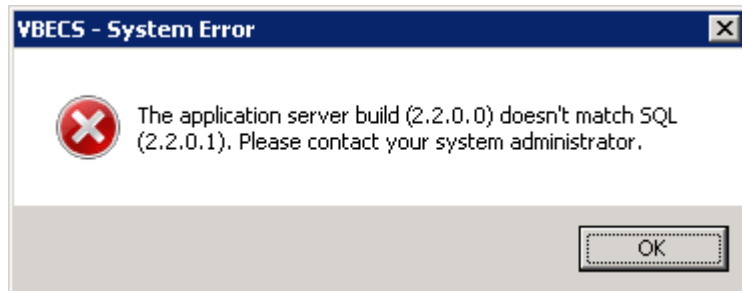 VBECS - System Error
The application server build (2.2.0.0) doesn't match SQL
(2.2.0.1). Please contact your system administrator.
OK